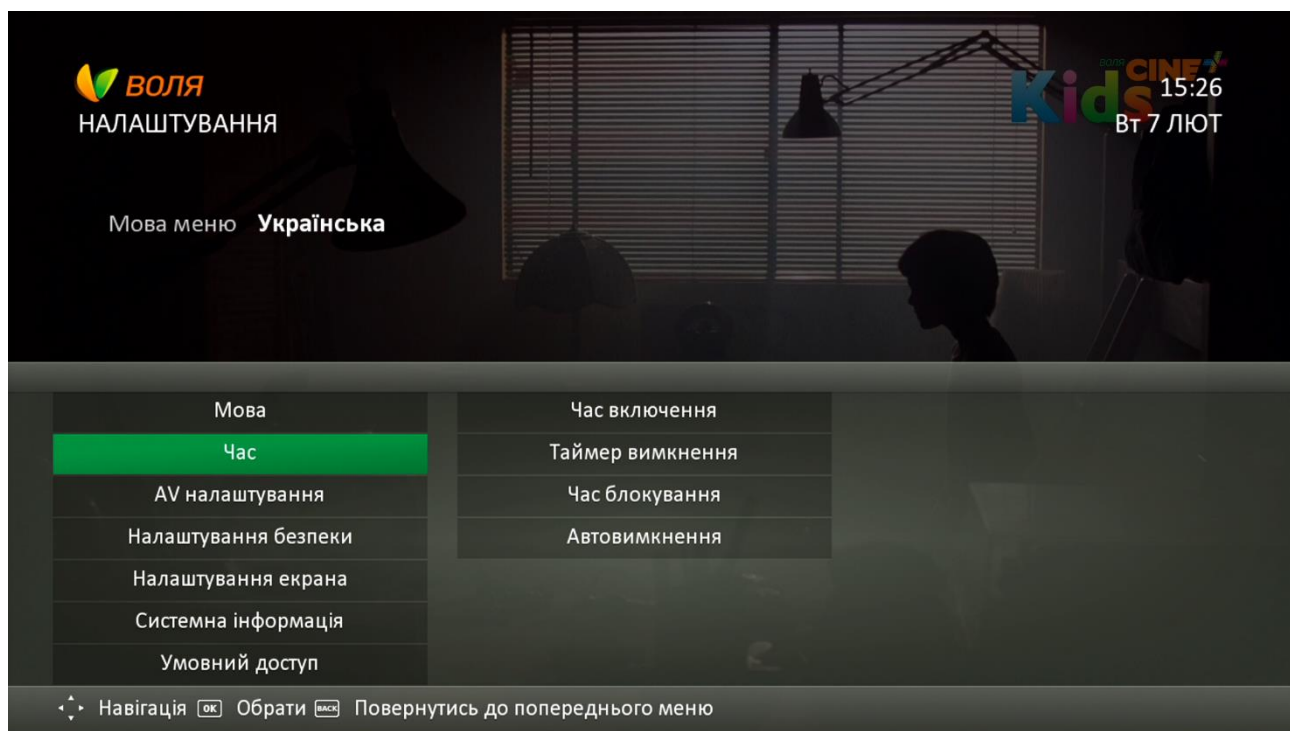 воля
НАЛАШТУВАННЯ
воля CINE+
Kids
15:26
Вт 7 ЛЮТ
Мова меню Українська
Мова
Час
AV налаштування
Налаштування безпеки
Налаштування екрана
Системна інформація
Умовний доступ
Час включення
Таймер вимкнення
Час блокування
Автовимкнення
Навігація OK Обрати BACK Повернутись до попереднього меню